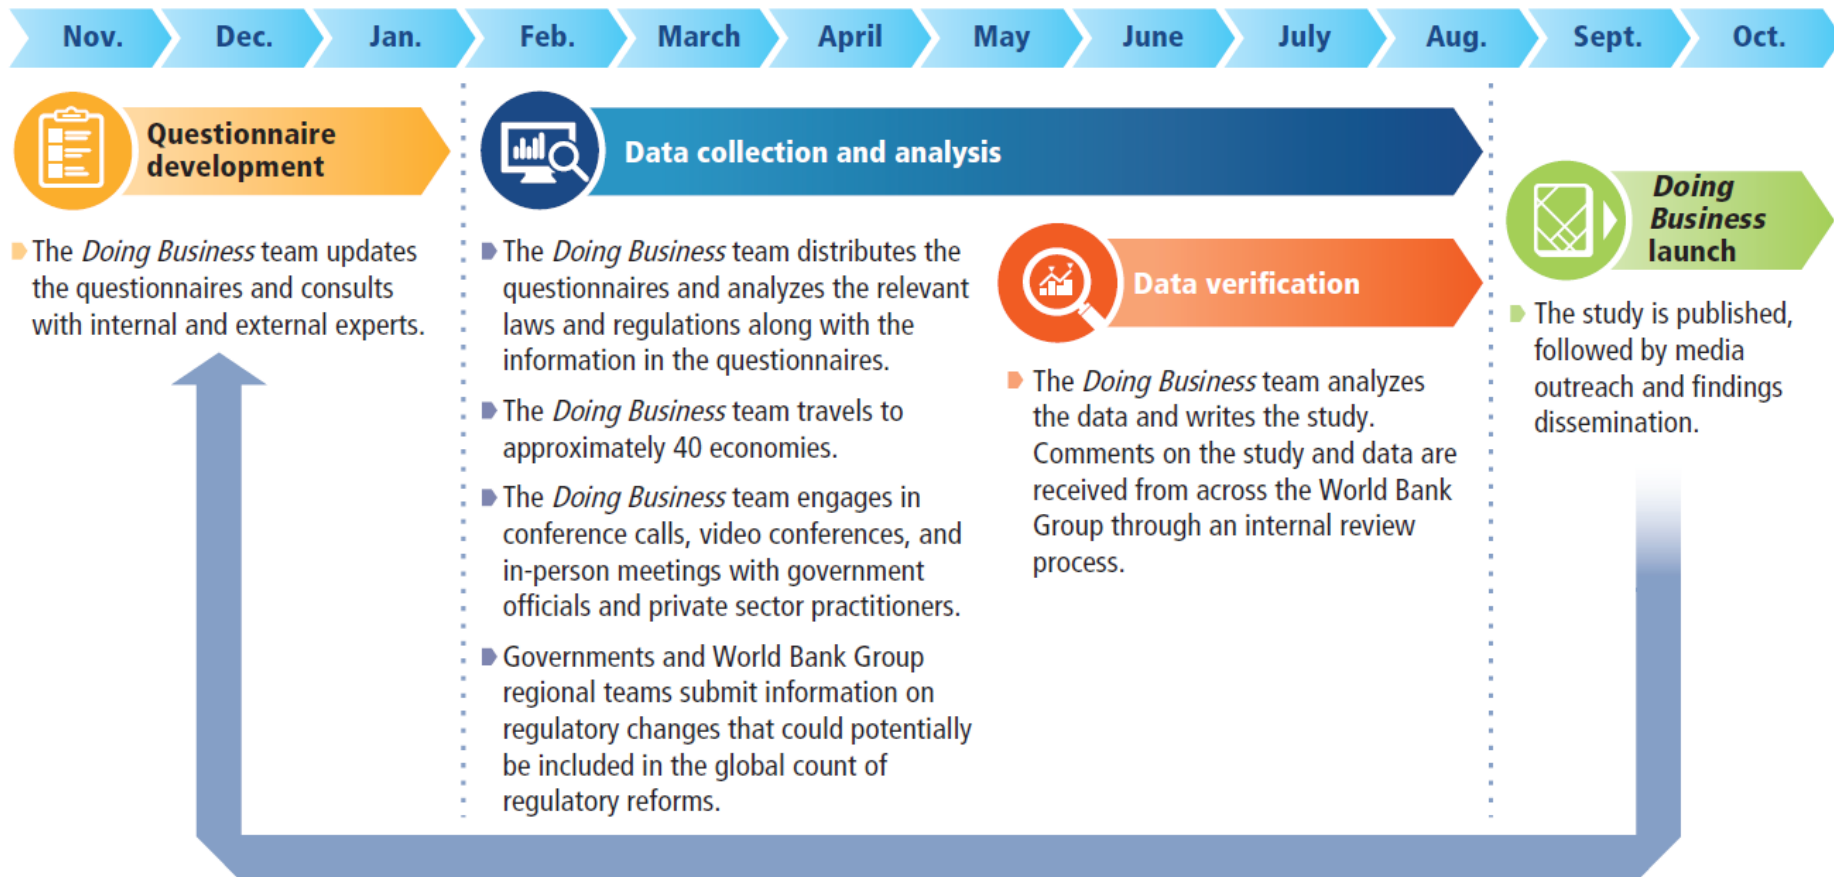 Nov.
Dec.
Jan.
Feb.
March
April
May
June
July
Aug.
Sept.
Oct.
Questionnaire
development
The Doing Business team updates
the questionnaires and consults
with internal and external experts.
Data collection and analysis
The Doing Business team distributes the
questionnaires and analyzes the relevant
laws and regulations along with the
information in the questionnaires.
The Doing Business team travels to
approximately 40 economies.
The Doing Business team engages in
conference calls, video conferences, and
in-person meetings with government
officials and private sector practitioners.
Governments and World Bank Group
regional teams submit information on
regulatory changes that could potentially
be included in the global count of
regulatory reforms.
Data verification
The Doing Business team analyzes
the data and writes the study.
Comments on the study and data are
received from across the World Bank
Group through an internal review
process.
Doing
Business
launch
The study is published,
followed by media
outreach and findings
dissemination.